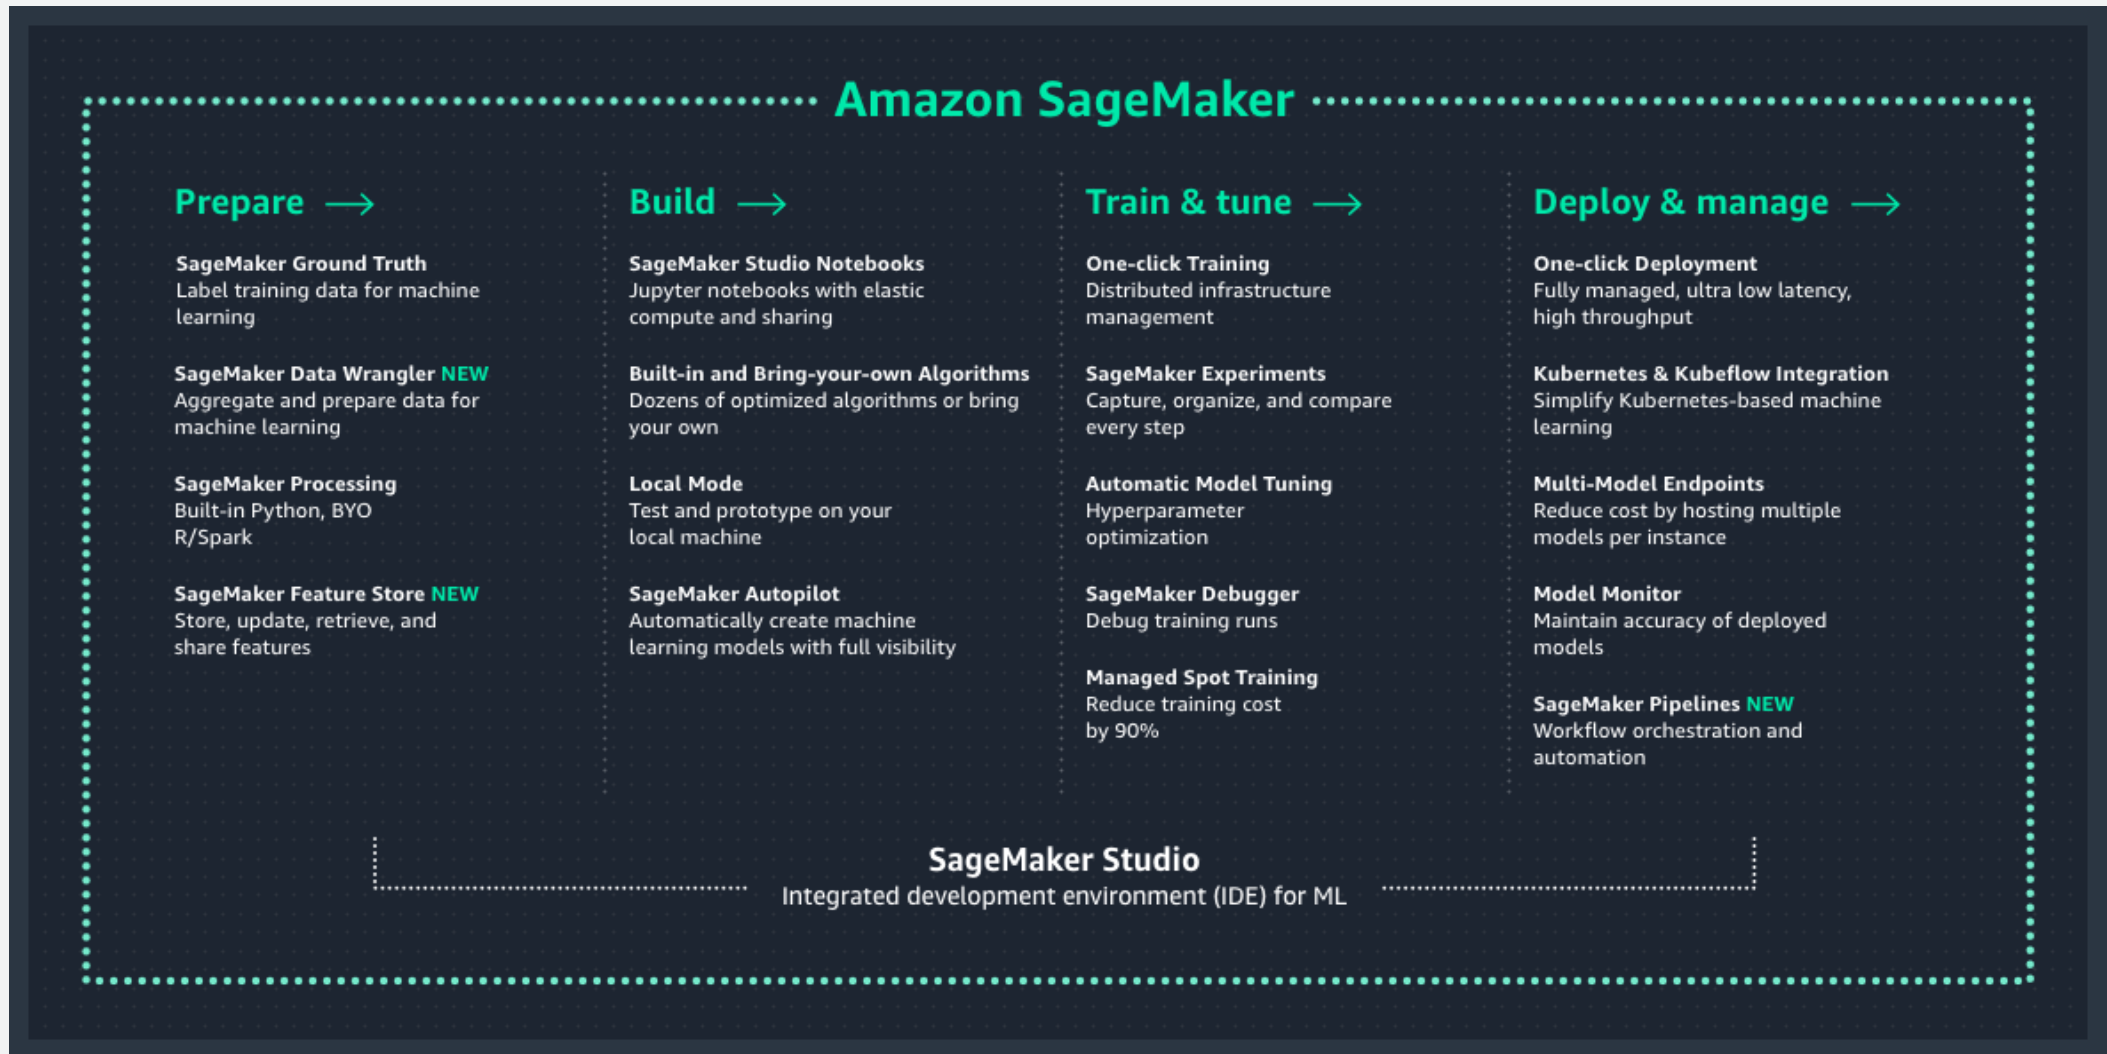 Amazon SageMaker
Prepare
SageMaker Ground Truth
Label training data for machine
learning
SageMaker Data Wrangler NEW
Aggregate and prepare data for
machine learning
SageMaker Processing
Built-in Python, BYO
R/Spark
SageMaker Feature Store NEW
Store, update, retrieve, and
share features
Build
SageMaker Studio Notebooks
Jupyter notebooks with elastic
compute and sharing
Built-in and Bring-your-own Algorithms
Dozens of optimized algorithms or bring
your own
Local Mode
Test and prototype on your
local machine
SageMaker Autopilot
Automatically create machine
learning models with full visibility
Train & tune
One-click Training
Distributed infrastructure
management
SageMaker Experiments
Capture, organize, and compare
every step
Automatic Model Tuning
Hyperparameter
optimization
SageMaker Debugger
Debug training runs
Managed Spot Training
Reduce training cost
by 90%
Deploy & manage
One-click Deployment
Fully managed, ultra low latency,
high throughput
Kubernetes & Kubeflow Integration
Simplify Kubernetes-based machine
learning
Multi-Model Endpoints
Reduce cost by hosting multiple
models per instance
Model Monitor
Maintain accuracy of deployed
models
SageMaker Pipelines NEW
Workflow orchestration and
automation
SageMaker Studio
Integrated development environment (IDE) for ML